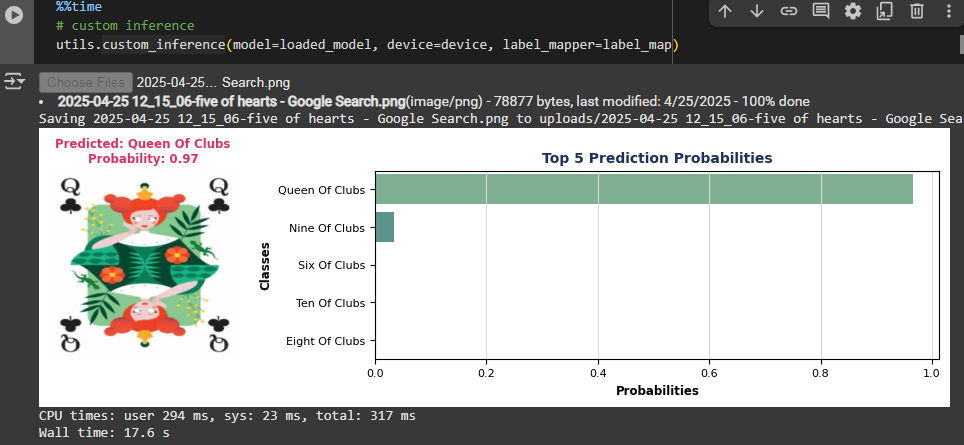 %%time
# custom inference
utils.custom_inference(model=loaded_model, device=device, label_mapper=label_map)
Choose Files 2025-04-25... Search.png
• 2025-04-25 12_15_06-five of hearts - Google Search.png(image/png) - 78877 bytes, last modified: 4/25/2025 - 100% done
Saving 2025-04-25 12_15_06-five of hearts - Google Search.png to uploads/2025-04-25 12_15_06-five of hearts - Google Sea
Predicted: Queen Of Clubs
Probability: 0.97
Q Q
Q Q
Top 5 Prediction Probabilities
Classes
Queen Of Clubs
Nine Of Clubs
Six Of Clubs
Ten Of Clubs
Eight Of Clubs
0.0 0.2 0.4 0.6 0.8 1.0
Probabilities
CPU times: user 294 ms, sys: 23 ms, total: 317 ms
Wall time: 17.6 s